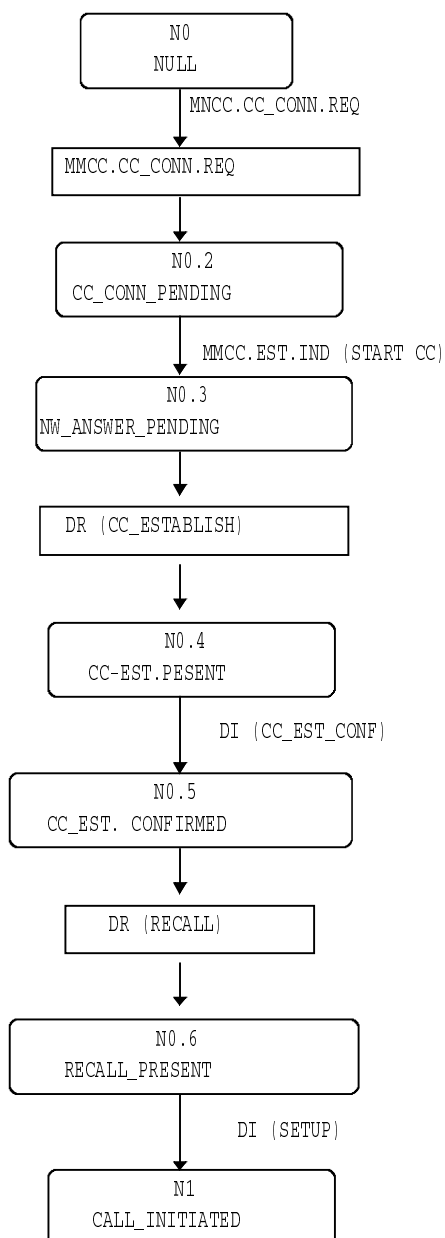 N0
NULL
MNCC.CC_CONN.REQ
MMCC.CC_CONN.REQ
N0.2
CC_CONN_PENDING
MMCC.EST.IND (START CC)
N0.3
NW_ANSWER_PENDING
DR (CC_ESTABLISH)
N0.4
CC-EST.PESENT
DI (CC_EST_CONF)
N0.5
CC_EST. CONFIRMED
DR (RECALL)
N0.6
RECALL_PRESENT
DI (SETUP)
N1
CALL_INITIATED